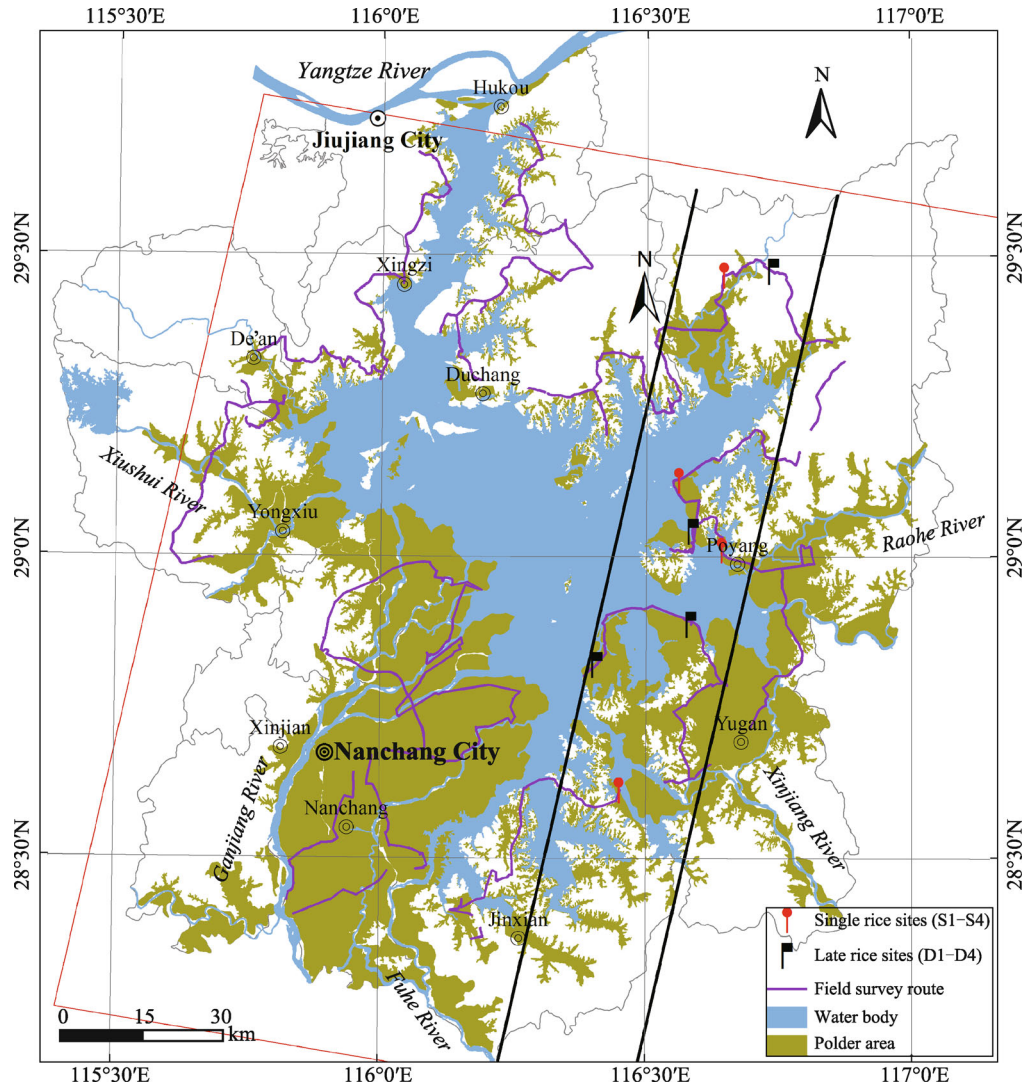 115°30'E
116°0'E
116°30'E
117°0'E
Yangtze River
Hukou
N
Jiujiang City
29°30'N
29°30'N
Xingzi
N
De'an
Duchang
Xiushui River
Yongxiu
Raohe River
29°0'N
Poyang
29°0'N
Xinjian
Nanchang City
Yugan
Ganjiang River
Nanchang
Xinjiang River
28°30'N
28°30'N
Jinxian
Fuhe River
Single rice sites (S1–S4)
Late rice sites (D1–D4)
Field survey route
Water body
Polder area
0 15 30
km
115°30'E
116°0'E
116°30'E
117°0'E